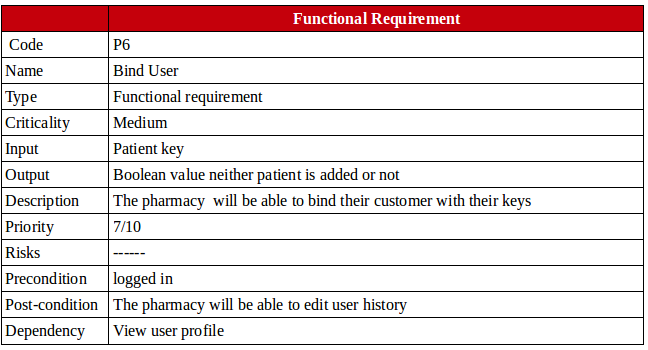 Functional Requirement
Code P6
Name Bind User
Type Functional requirement
Criticality Medium
Input Patient key
Output Boolean value neither patient is added or not
Description The pharmacy will be able to bind their customer with their keys
Priority 7/10
Risks ------
Precondition logged in
Post-condition The pharmacy will be able to edit user history
Dependency View user profile